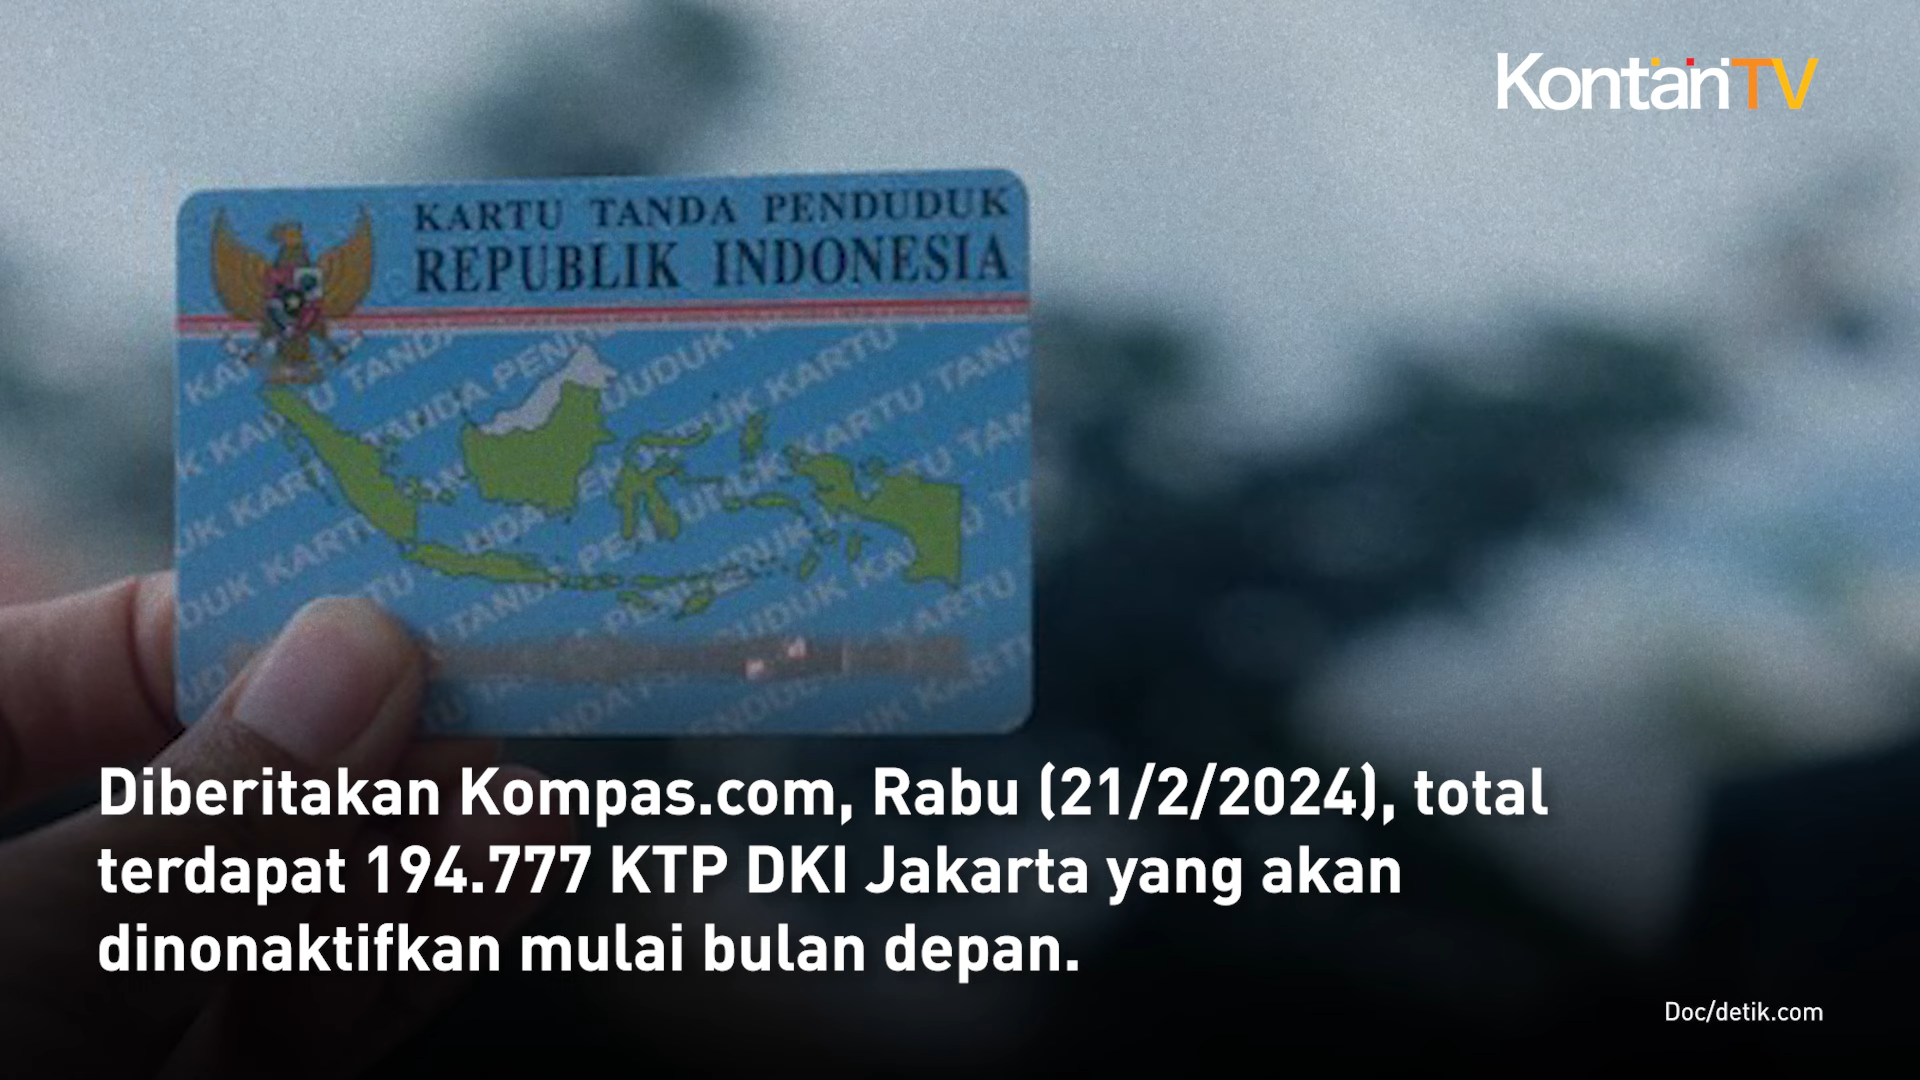 KontanTV
KARTU TANDA PENDUDUK
REPUBLIK INDONESIA
Diberitakan Kompas.com, Rabu (21/2/2024), total
terdapat 194.777 KTP DKI Jakarta yang akan
dinonaktifkan mulai bulan depan.
Doc/detik.com